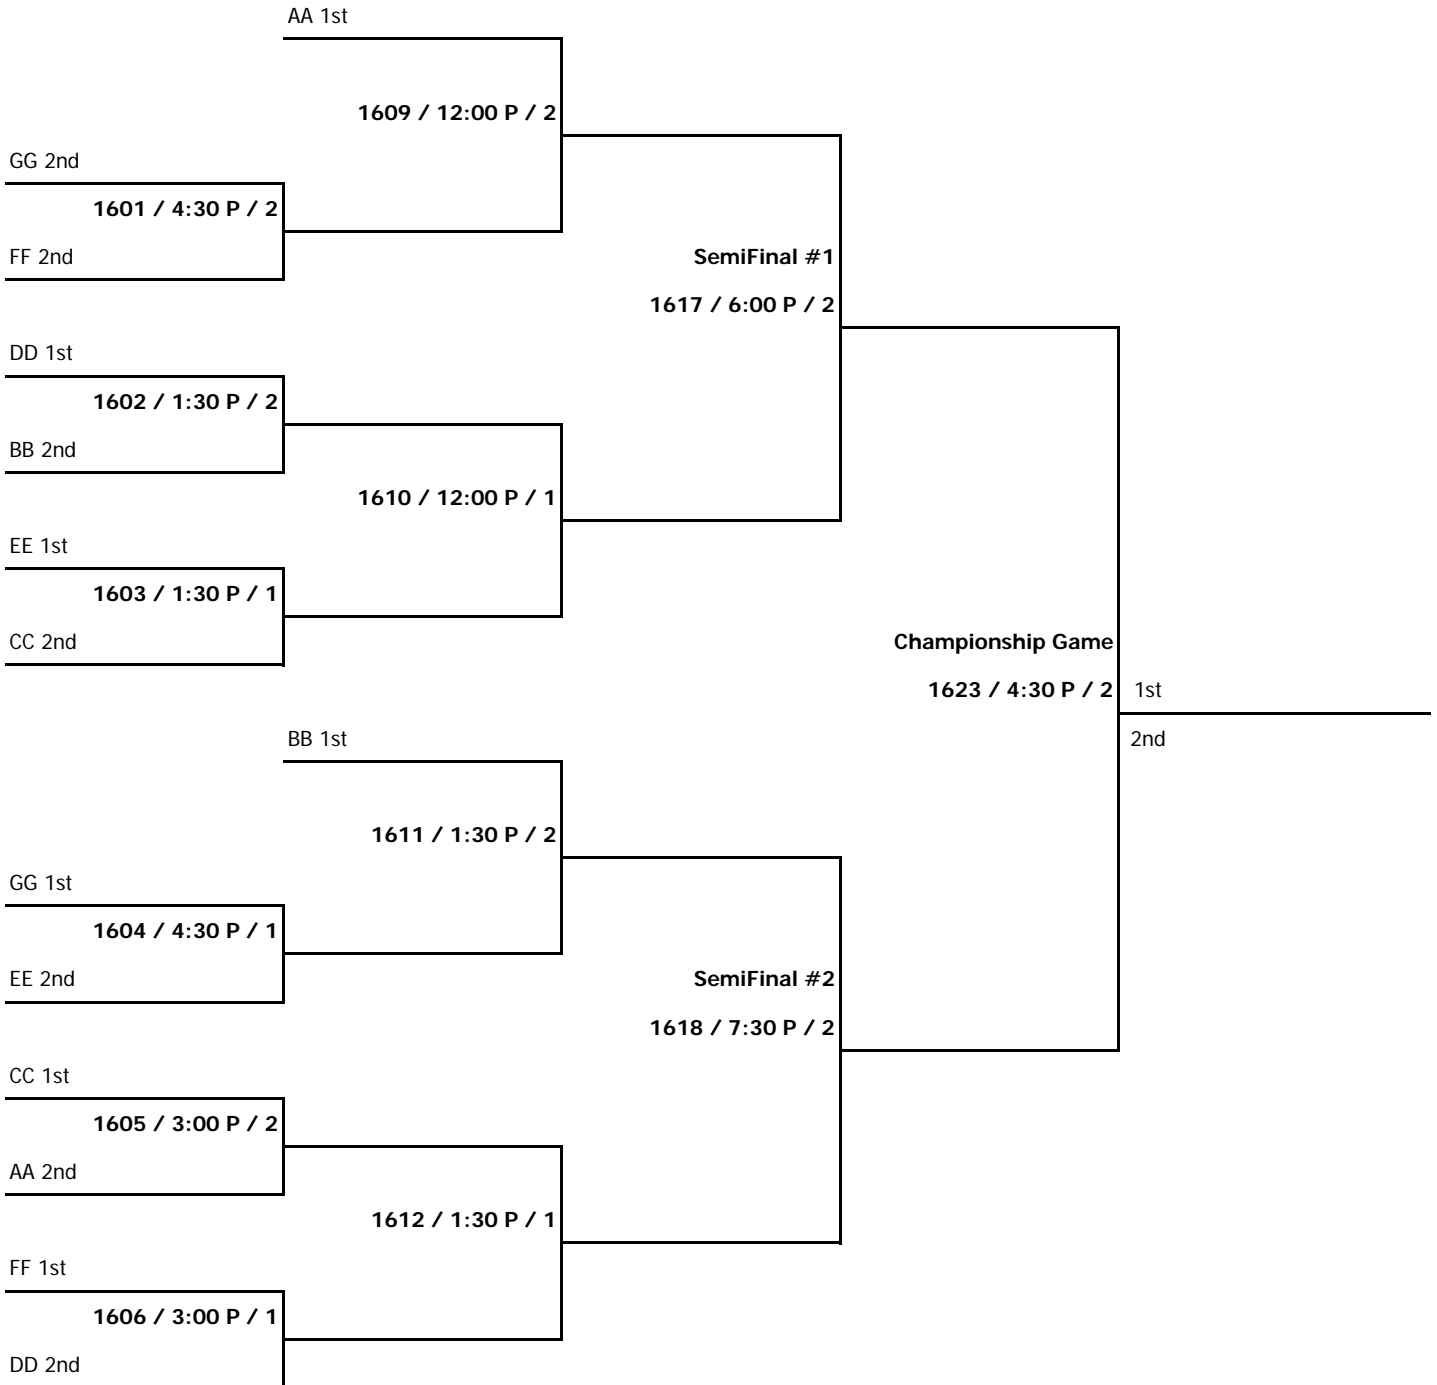 AA 1st
1609 / 12:00 P / 2
GG 2nd
1601 / 4:30 P / 2
FF 2nd
SemiFinal #1
1617 / 6:00 P / 2
DD 1st
1602 / 1:30 P / 2
BB 2nd
1610 / 12:00 P / 1
EE 1st
1603 / 1:30 P / 1
CC 2nd
Championship Game
1623 / 4:30 P / 2
1st
2nd
BB 1st
1611 / 1:30 P / 2
GG 1st
1604 / 4:30 P / 1
EE 2nd
SemiFinal #2
1618 / 7:30 P / 2
CC 1st
1605 / 3:00 P / 2
AA 2nd
1612 / 1:30 P / 1
FF 1st
1606 / 3:00 P / 1
DD 2nd